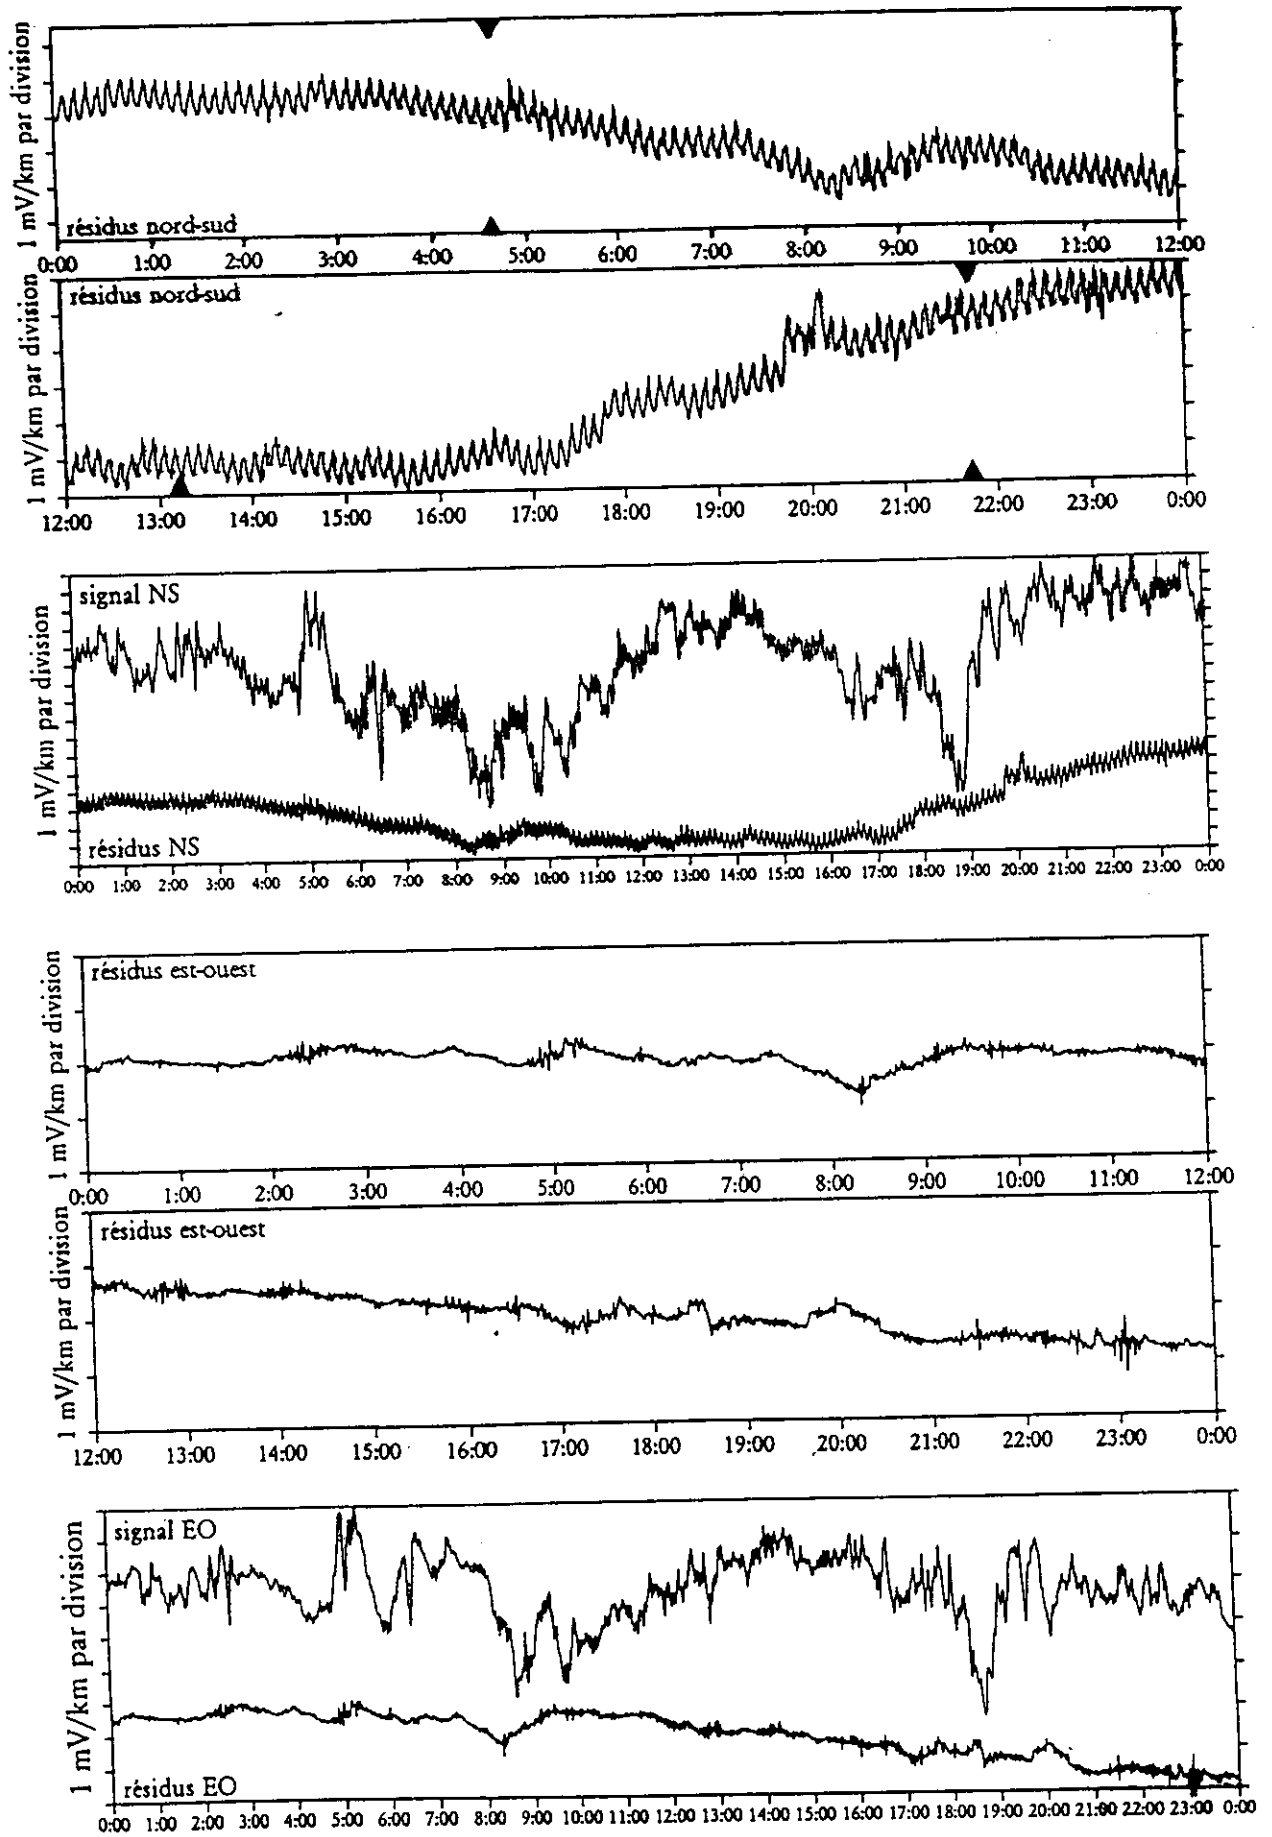 1 mV/km par division
résidus nord-sud
0:00 1:00 2:00 3:00 4:00 5:00 6:00 7:00 8:00 9:00 10:00 11:00 12:00
1 mV/km par division
résidus nord-sud
12:00 13:00 14:00 15:00 16:00 17:00 18:00 19:00 20:00 21:00 22:00 23:00 0:00
1 mV/km par division
signal NS
résidus NS
0:00 1:00 2:00 3:00 4:00 5:00 6:00 7:00 8:00 9:00 10:00 11:00 12:00 13:00 14:00 15:00 16:00 17:00 18:00 19:00 20:00 21:00 22:00 23:00 0:00
1 mV/km par division
résidus est-ouest
0:00 1:00 2:00 3:00 4:00 5:00 6:00 7:00 8:00 9:00 10:00 11:00 12:00
1 mV/km par division
résidus est-ouest
12:00 13:00 14:00 15:00 16:00 17:00 18:00 19:00 20:00 21:00 22:00 23:00 0:00
1 mV/km par division
signal EO
résidus EO
0:00 1:00 2:00 3:00 4:00 5:00 6:00 7:00 8:00 9:00 10:00 11:00 12:00 13:00 14:00 15:00 16:00 17:00 18:00 19:00 20:00 21:00 22:00 23:00 0:00